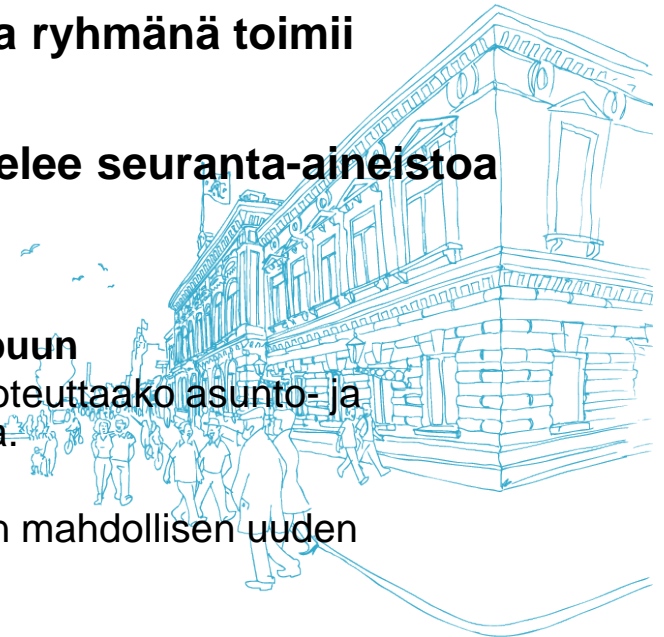 a ryhmänä toimii
elee seuranta-aineistoa
puun
oteuttaako asunto- ja
a.
n mahdollisen uuden